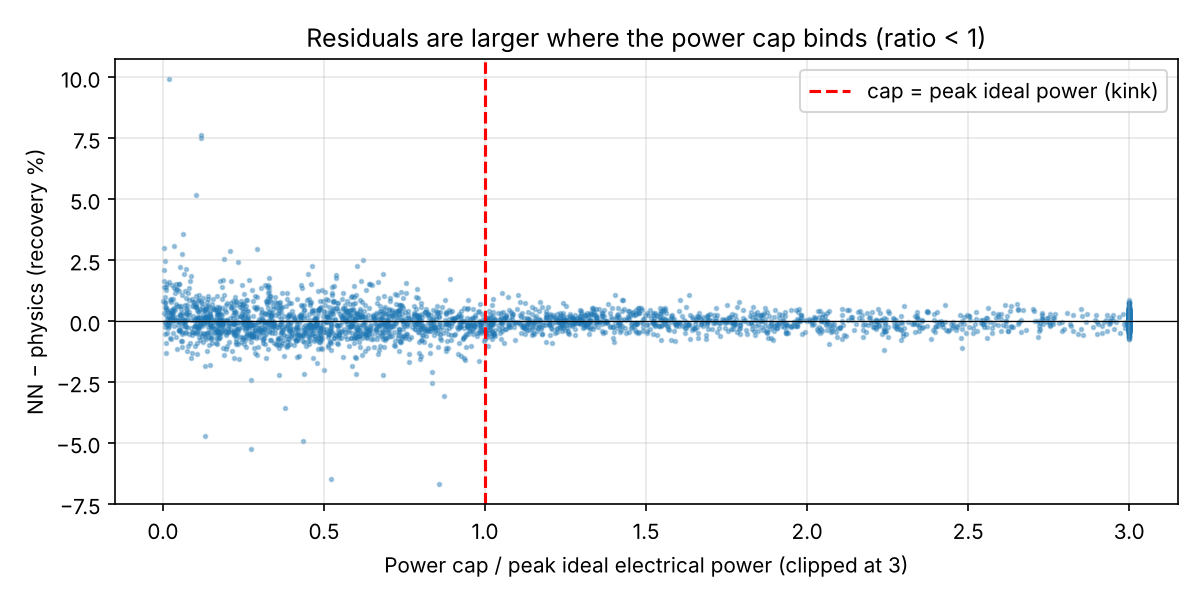 Residuals are larger where the power cap binds (ratio < 1)
cap = peak ideal power (kink)
NN − physics (recovery %)
10.0
7.5
5.0
2.5
0.0
−2.5
−5.0
−7.5
0.0 0.5 1.0 1.5 2.0 2.5 3.0
Power cap / peak ideal electrical power (clipped at 3)